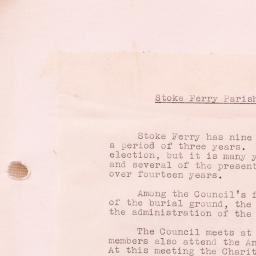 Stoke Ferry Parish
Stoke Ferry has nine
a period of three years.
election, but it is many y
and several of the present
over fourteen years.
Among the Council's f
of the burial ground, the
the administration of the
The Council meets at
members also attend the An
At this meeting the Charit